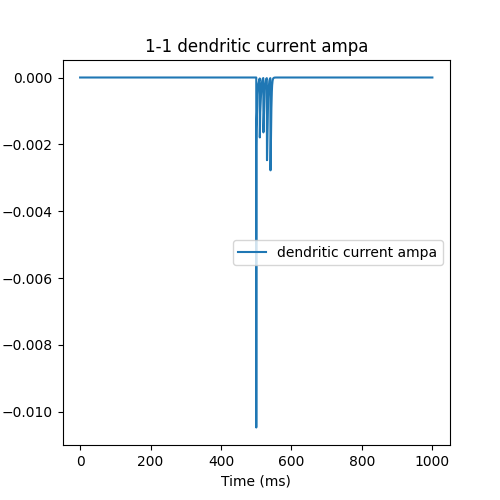 1-1 dendritic current ampa
0.000
−0.002
−0.004
−0.006
−0.008
−0.010
dendritic current ampa
0 200 400 600 800 1000
Time (ms)